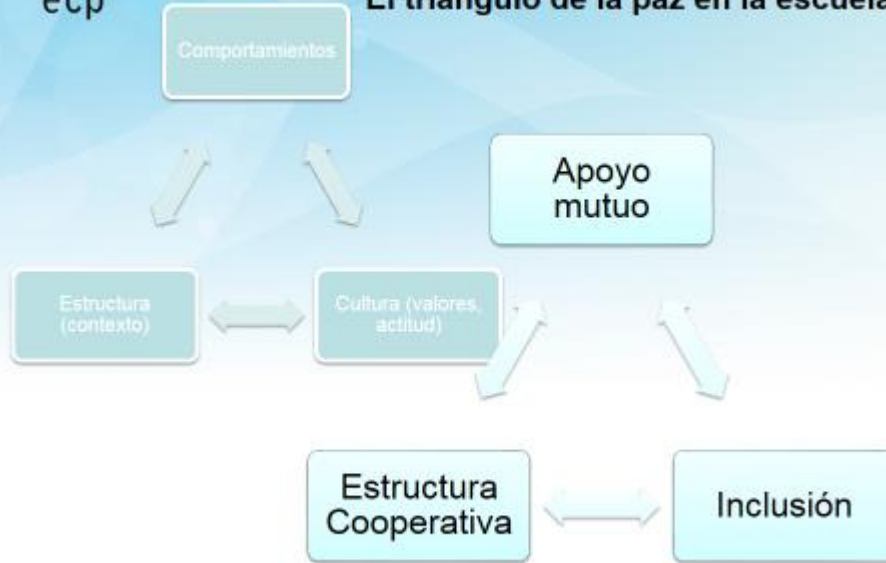 ecp
El triángulo de la paz en la escuela
Comportamientos
Apoyo
mutuo
Estructura
(contexto)
Cultura (valores,
actitud)
Estructura
Cooperativa
Inclusión